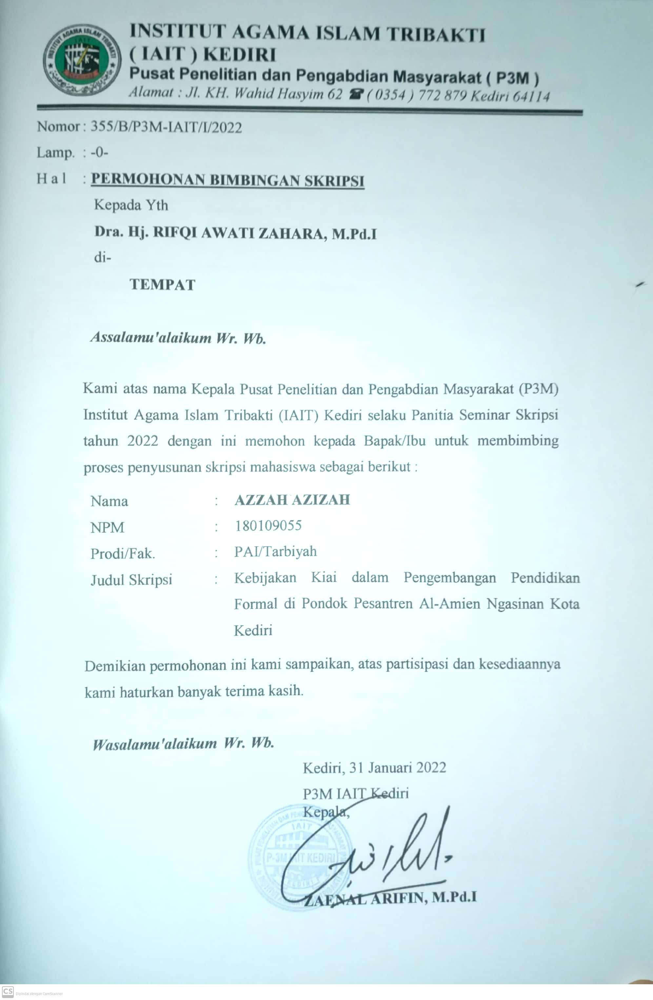 INSTITUT AGAMA ISLAM TRIBAKTI
( IAIT ) KEDIRI
Pusat Penelitian dan Pengabdian Masyarakat ( P3M )
Alamat : Jl. KH. Wahid Hasyim 62 ☎ ( 0354 ) 772 879 Kediri 64114
Nomor : 355/B/P3M-IAIT/I/2022
Lamp. : -0-
H a l : PERMOHONAN BIMBINGAN SKRIPSI
Kepada Yth
Dra. Hj. RIFQI AWATI ZAHARA, M.Pd.I
di-
TEMPAT
Assalamu'alaikum Wr. Wb.
Kami atas nama Kepala Pusat Penelitian dan Pengabdian Masyarakat (P3M)
Institut Agama Islam Tribakti (IAIT) Kediri selaku Panitia Seminar Skripsi
tahun 2022 dengan ini memohon kepada Bapak/Ibu untuk membimbing
proses penyusunan skripsi mahasiswa sebagai berikut :
Nama : AZZAH AZIZAH
NPM : 180109055
Prodi/Fak. : PAI/Tarbiyah
Judul Skripsi : Kebijakan Kiai dalam Pengembangan Pendidikan
Formal di Pondok Pesantren Al-Amien Ngasinan Kota
Kediri
Demikian permohonan ini kami sampaikan, atas partisipasi dan kesediaannya
kami haturkan banyak terima kasih.
Wasalamu'alaikum Wr. Wb.
Kediri, 31 Januari 2022
P3M IAIT Kediri
Kepala,
IAIT
P-3M IAIT KEDIRI
ZAENAL ARIFIN, M.Pd.I
CS Dipindai dengan CamScanner